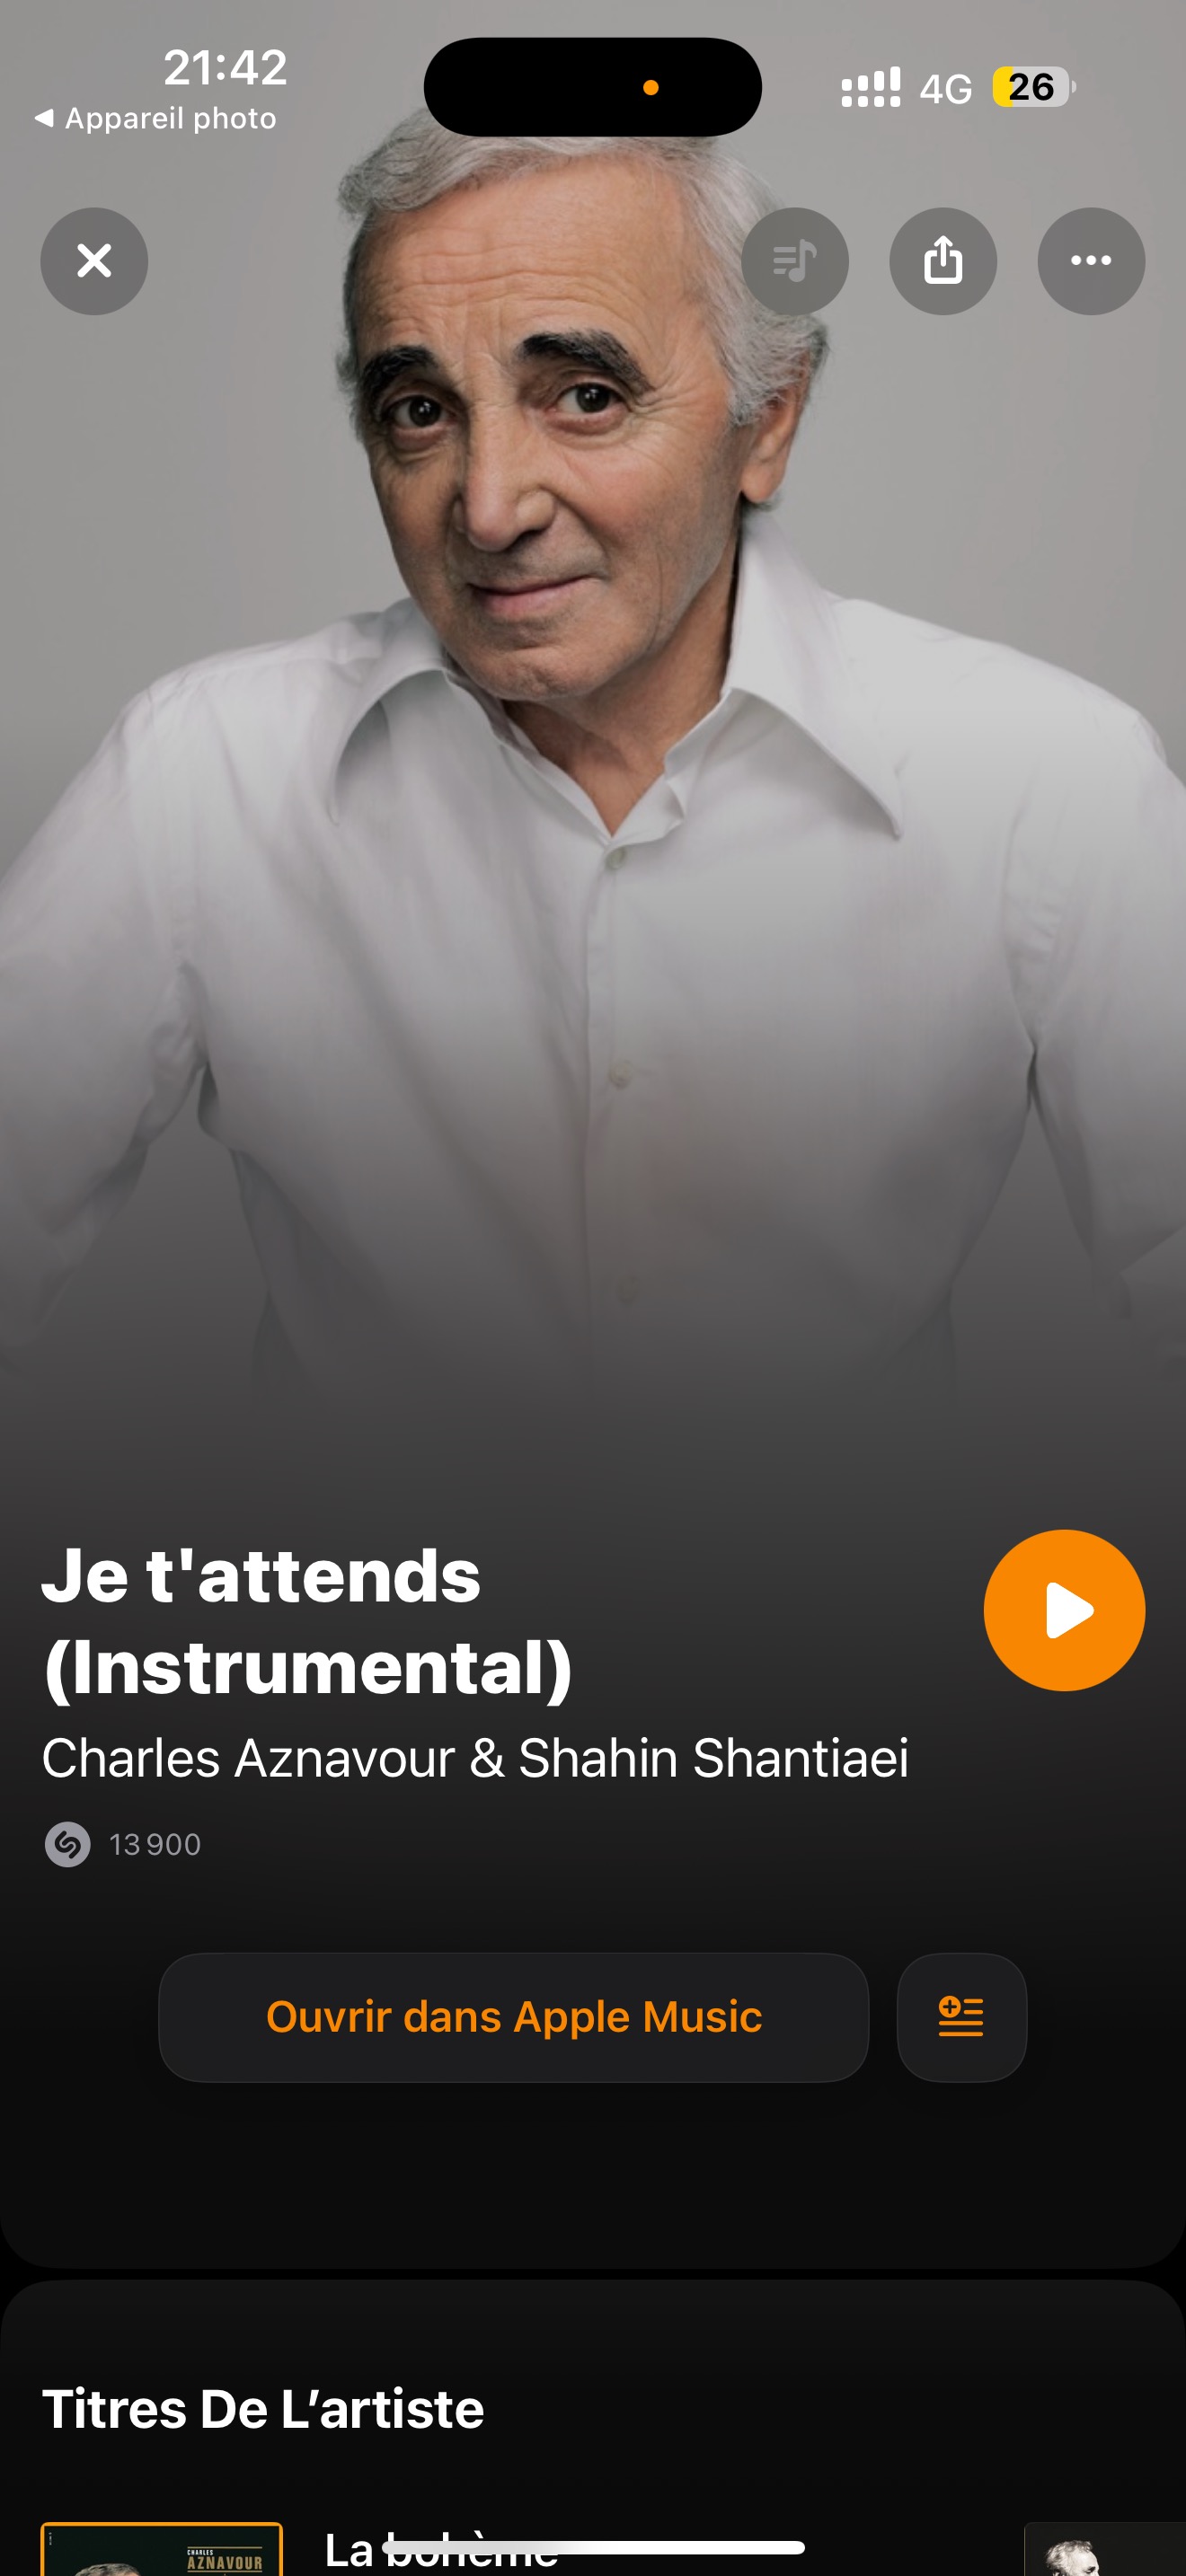 21:42
4G
26
Appareil photo
Je t'attends
(Instrumental)
Charles Aznavour & Shahin Shantiaei
13 900
Ouvrir dans Apple Music
Titres De L’artiste
CHARLES
AZNAVOUR
La bohème